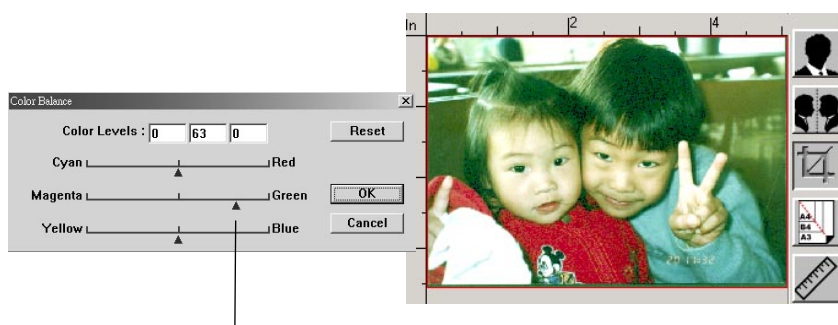 Color Balance
Color Levels : 0 63 0
Reset
Cyan Red
Magenta Green
OK
Yellow Blue
Cancel
In 2 4
A4
B4
A3